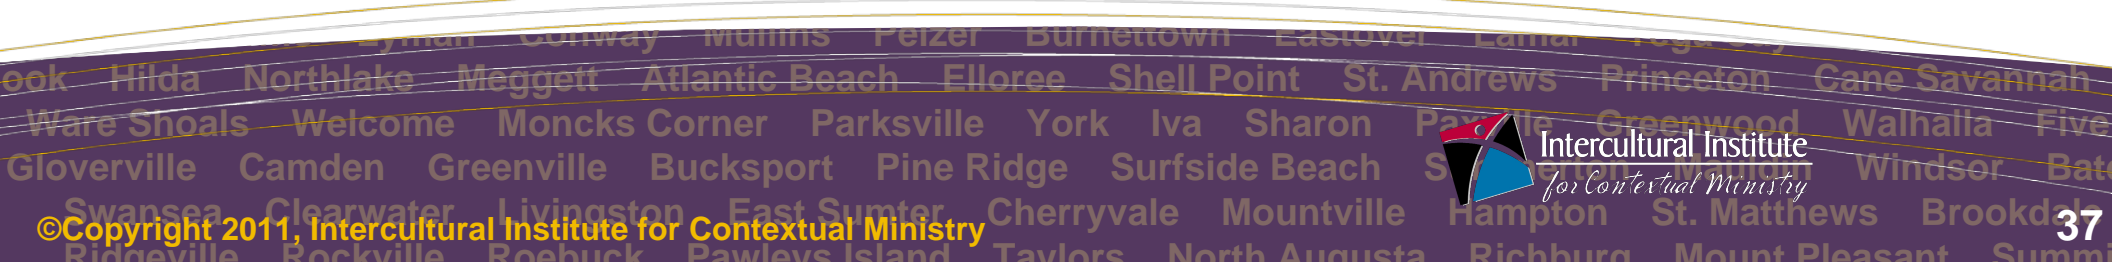 Lyman Conway Mullins Pelzer Burnettown Eastover Lamar
Hilda Northlake Meggett Atlantic Beach Elloree Shell Point St. Andrews Princeton Cane Savannah
Ware Shoals Welcome Moncks Corner Parksville York Iva Sharon Greenwood Walhalla Five
Intercultural Institute
for Contextual Ministry
Gloverville Camden Greenville Bucksport Pine Ridge Surfside Beach Mauldin Windsor
Swansea Clearwater Livingston East Sumter Cherryvale Mountville Hampton St. Matthews
©Copyright 2011, Intercultural Institute for Contextual Ministry
37
Ridgeville Rockville Roebuck Pawleys Island Taylors North Augusta Richburg Mount Pleasant